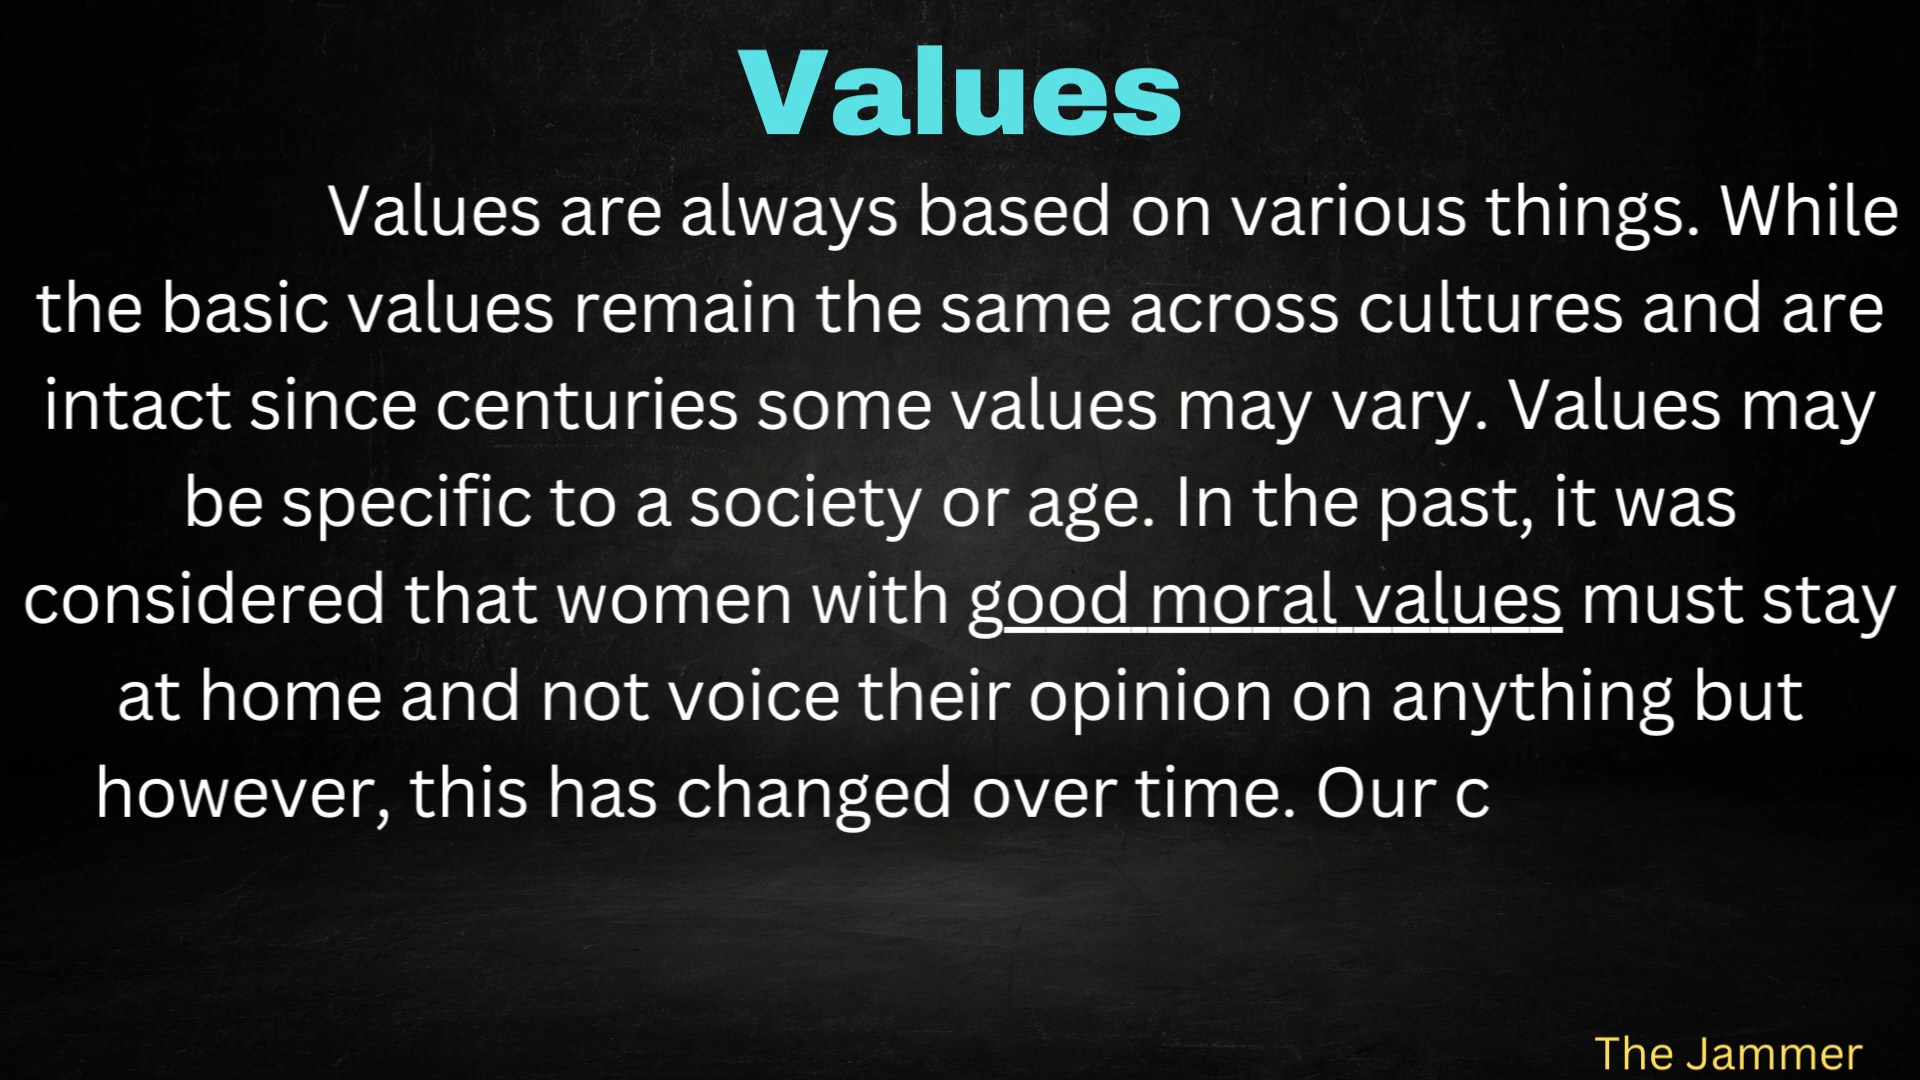 Values
Values are always based on various things. While
the basic values remain the same across cultures and are
intact since centuries some values may vary. Values may
be specific to a society or age. In the past, it was
considered that women with good moral values must stay
at home and not voice their opinion on anything but
however, this has changed over time. Our c
The Jammer